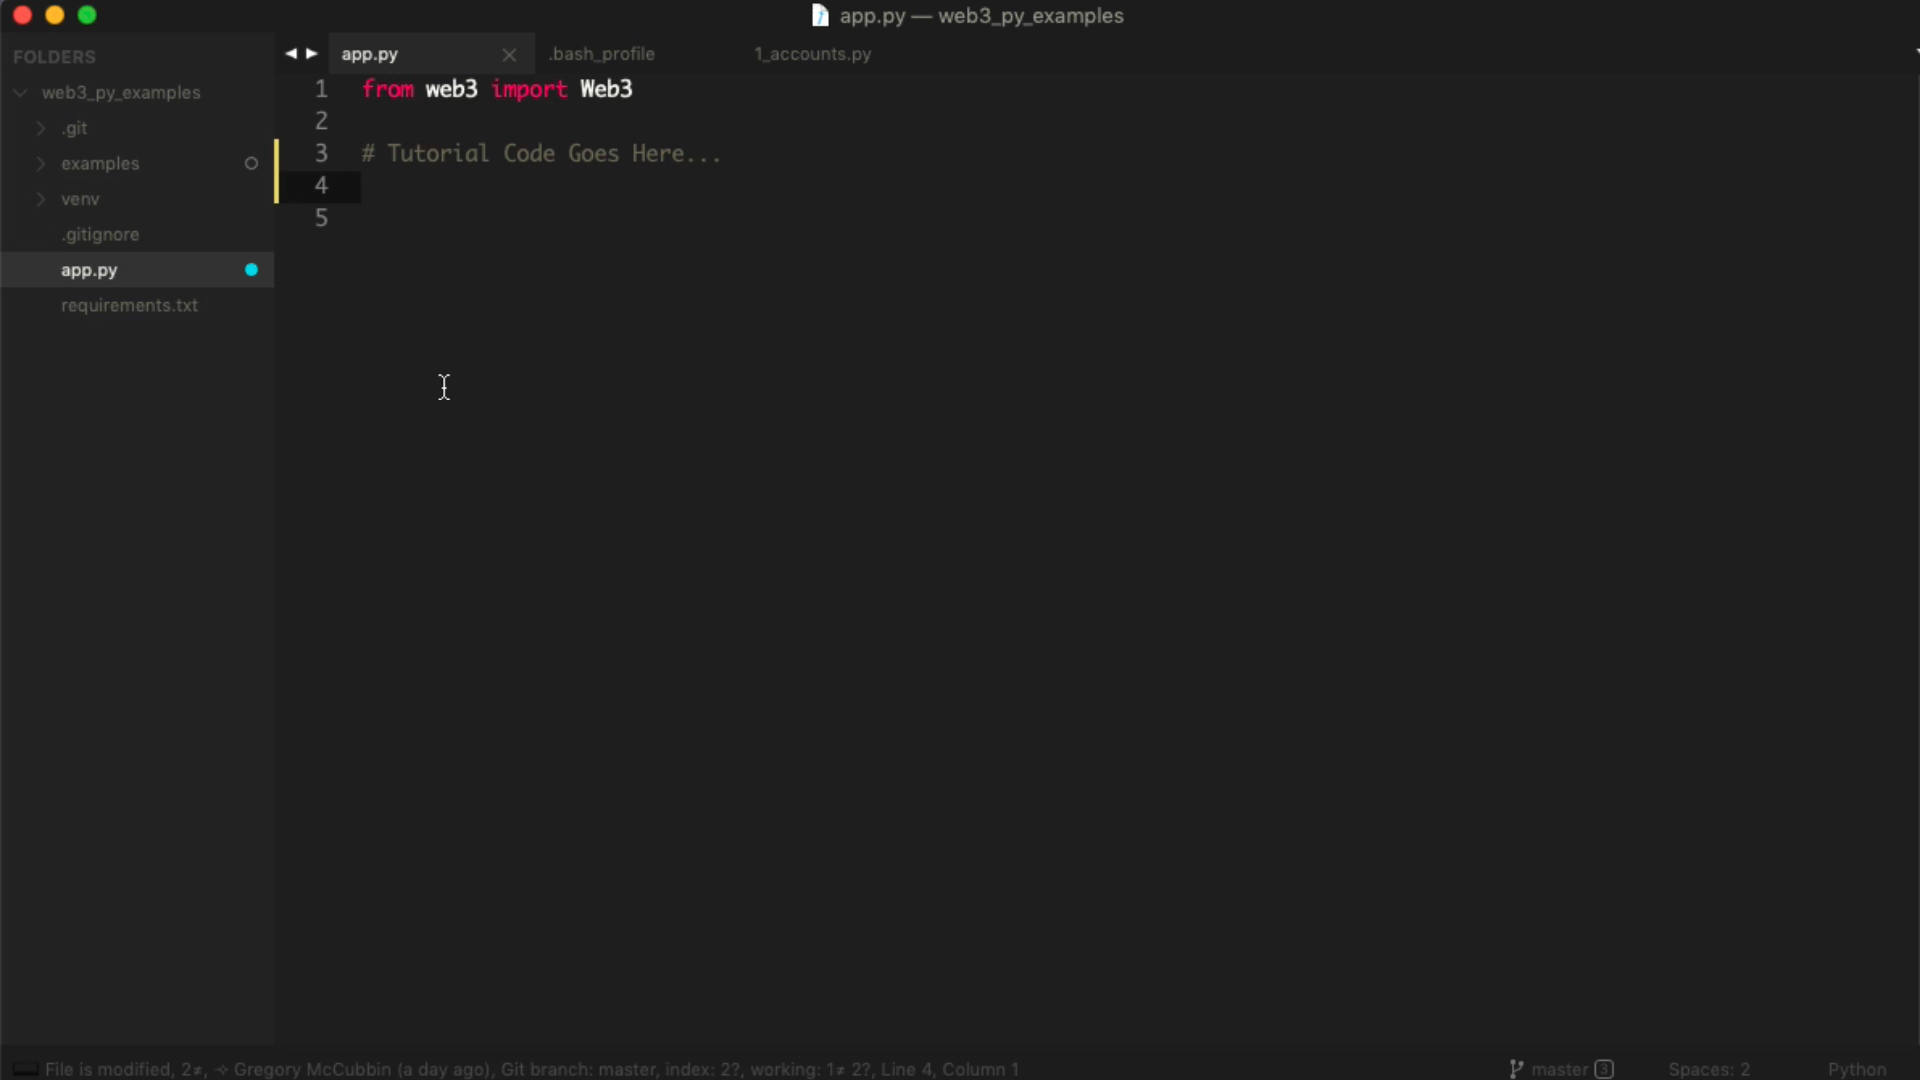 app.py — web3_py_examples
FOLDERS
web3_py_examples
.git
examples
venv
.gitignore
app.py
requirements.txt
app.py
.bash_profile
1_accounts.py
1 from web3 import Web3
2
3 # Tutorial Code Goes Here...
4
5
File is modified, 2≠, Gregory McCubbin (a day ago), Git branch: master, index: 2?, working: 1≠ 2?, Line 4, Column 1
master 3
Spaces: 2
Python